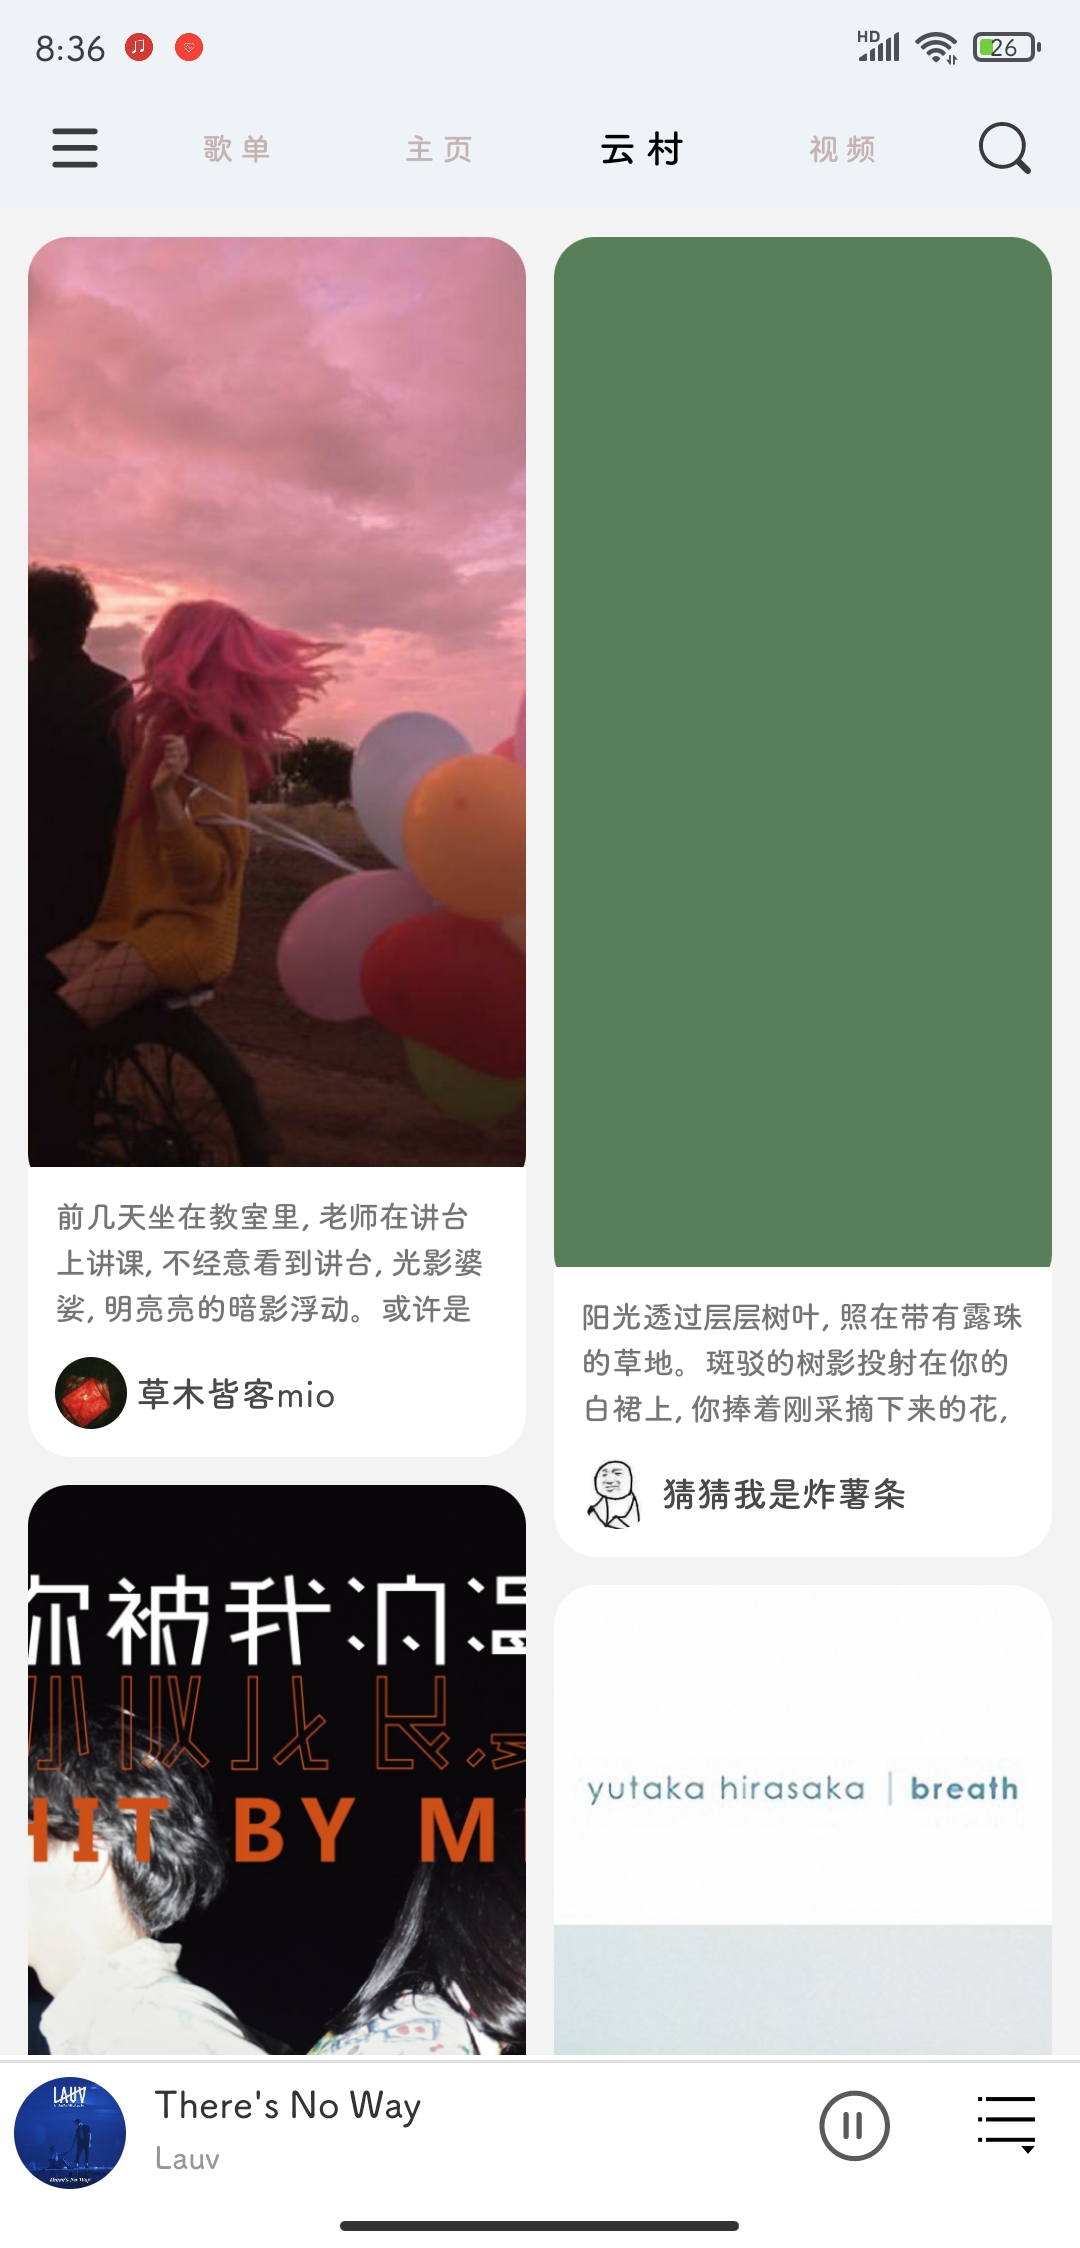 8:36
HD
26
歌单
主页
云村
视频
前几天坐在教室里, 老师在讲台
上讲课, 不经意看到讲台, 光影婆
娑, 明亮亮的暗影浮动。或许是
草木皆客mio
阳光透过层层树叶, 照在带有露珠
的草地。斑驳的树影投射在你的
白裙上, 你捧着刚采摘下来的花,
猜猜我是炸薯条
你被我浪漫
HIT BY M
yutaka hirasaka | breath
LAUV
There's No Way
There's No Way
Lauv